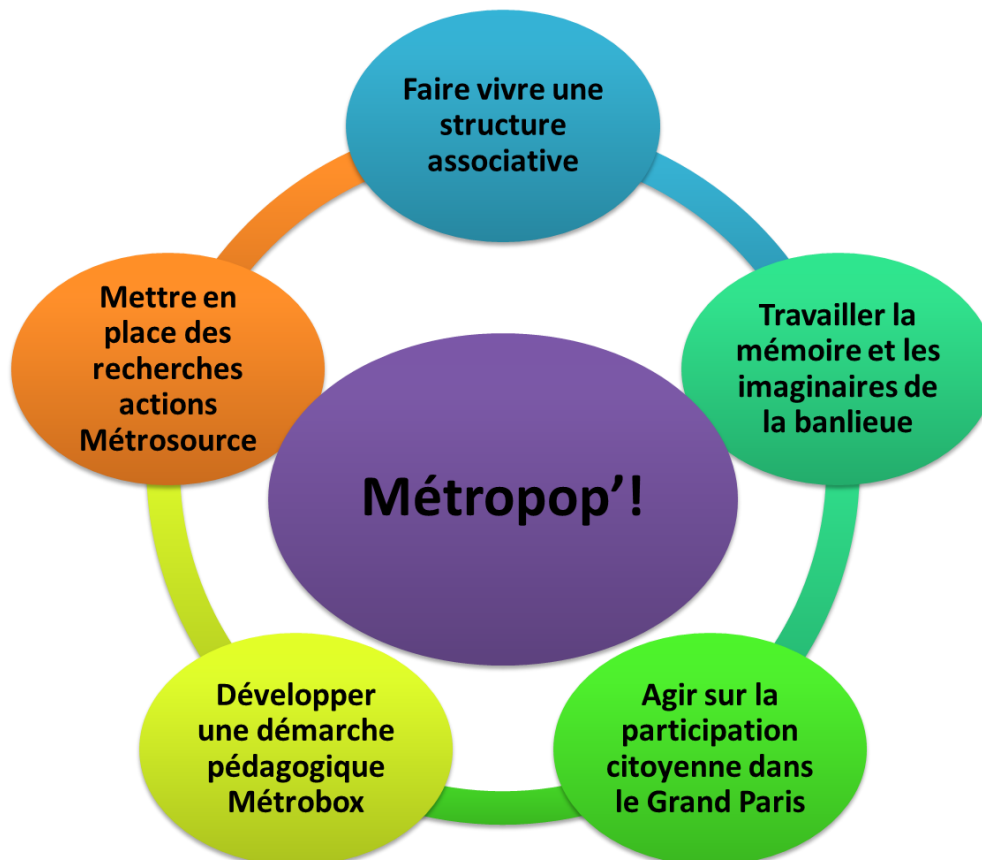 Faire vivre une
structure
associative
Mettre en
place des
recherches
actions
Métrosource
Travailler la
mémoire et les
imaginaires de
la banlieue
Métropop’!
Développer
une démarche
pédagogique
Métrobox
Agir sur la
participation
citoyenne dans
le Grand Paris